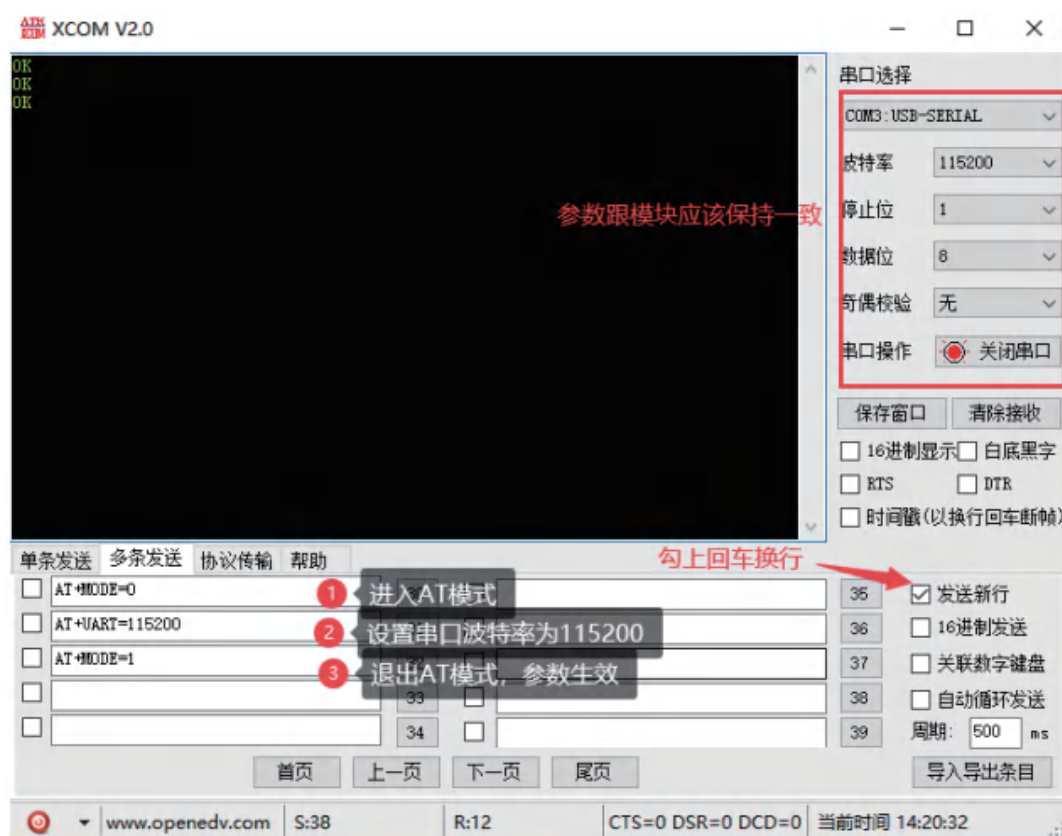 ATK XCOM XCOM V2.0
OK
OK
OK
串口选择
COM3:USB-SERIAL
波特率 115200
参数跟模块应该保持一致
停止位 1
数据位 8
奇偶校验 无
串口操作 关闭串口
保存窗口 清除接收
16进制显示 白底黑字
RTS DTR
时间戳(以换行回车断帧)
单条发送 多条发送 协议传输 帮助
勾上回车换行
AT+MODE=0 1 进入AT模式 35 发送新行
AT+UART=115200 2 设置串口波特率为115200 36 16进制发送
AT+MODE=1 3 退出AT模式，参数生效 37 关联数字键盘
33 38 自动循环发送
34 39 周期: 500 ms
首页 上一页 下一页 尾页 导入导出条目
www.openedv.com S:38 R:12 CTS=0 DSR=0 DCD=0 当前时间 14:20:32